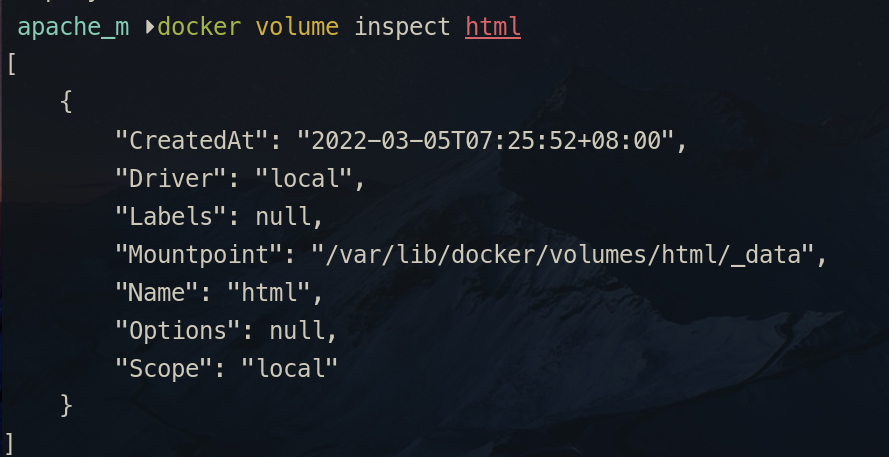 apache_m ▸docker volume inspect html
[
    {
        "CreatedAt": "2022-03-05T07:25:52+08:00",
        "Driver": "local",
        "Labels": null,
        "Mountpoint": "/var/lib/docker/volumes/html/_data",
        "Name": "html",
        "Options": null,
        "Scope": "local"
    }
]